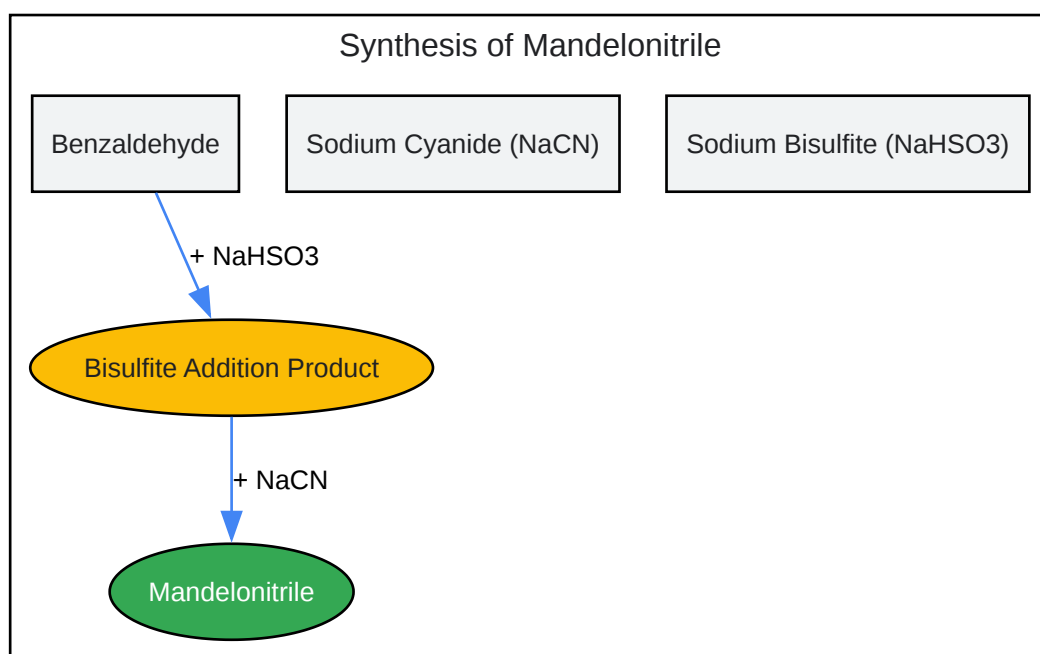 Synthesis of Mandelonitrile
Benzaldehyde
Sodium Cyanide (NaCN)
Sodium Bisulfite (NaHSO3)
+ NaHSO3
Bisulfite Addition Product
+ NaCN
Mandelonitrile